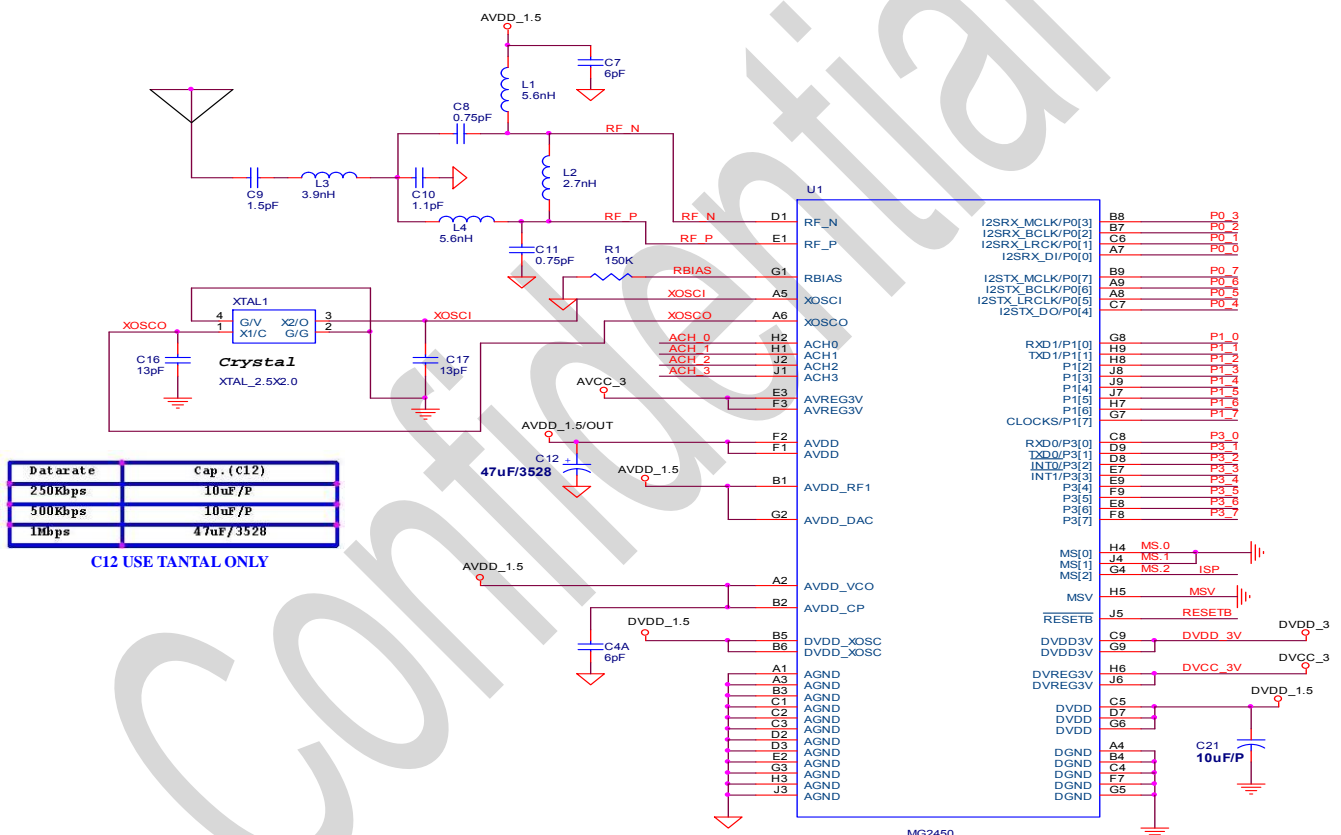 Confidential
AVDD_1.5
C7
6pF
L1
5.6nH
C8
0.75pF
RF_N
L2
2.7nH
C9
1.5pF
L3
3.9nH
C10
1.1pF
L4
5.6nH
RF_P
C11
0.75pF
R1
150K
RF_N
RF_P
RBIAS
XOSCI
XOSCO
ACH_0
ACH_1
ACH_2
ACH_3
XTAL1
XOSCO
4 G/V X2/O 3
1 X1/C G/G 2
XOSCI
Crystal
XTAL_2.5X2.0
C16
13pF
C17
13pF
AVCC_3
AVDD_1.5/OUT
C12
47uF/3528
AVDD_1.5
Datarate Cap.(C12)
250Kbps 10uF/P
500Kbps 10uF/P
1Mbps 47uF/3528
C12 USE TANTAL ONLY
AVDD_1.5
C4A
6pF
DVDD_1.5
U1
D1 RF_N
E1 RF_P
G1 RBIAS
A5 XOSCI
A6 XOSCO
H2 ACH0
H1 ACH1
J2 ACH2
J1 ACH3
E3 AVREG3V
F3 AVREG3V
F2 AVDD
F1 AVDD
B1 AVDD_RF1
G2 AVDD_DAC
A2 AVDD_VCO
B2 AVDD_CP
B5 DVDD_XOSC
B6 DVDD_XOSC
A1 AGND
A3 AGND
B3 AGND
C1 AGND
C2 AGND
C3 AGND
D2 AGND
D3 AGND
E2 AGND
G3 AGND
H3 AGND
J3 AGND
I2SRX_MCLK/P0[3] B8 P0_3
I2SRX_BCLK/P0[2] B7 P0_2
I2SRX_LRCK/P0[1] C6 P0_1
I2SRX_DI/P0[0] A7 P0_0
I2STX_MCLK/P0[7] B9 P0_7
I2STX_BCLK/P0[6] A9 P0_6
I2STX_LRCLK/P0[5] A8 P0_5
I2STX_DO/P0[4] C7 P0_4
RXD1/P1[0] G8 P1_0
TXD1/P1[1] H9 P1_1
P1[2] H8 P1_2
P1[3] J8 P1_3
P1[4] J9 P1_4
P1[5] J7 P1_5
P1[6] H7 P1_6
CLOCKS/P1[7] G7 P1_7
RXD0/P3[0] C8 P3_0
TXD0/P3[1] D9 P3_1
INT0/P3[2] D8 P3_2
INT1/P3[3] E7 P3_3
P3[4] E9 P3_4
P3[5] F9 P3_5
P3[6] E8 P3_6
P3[7] F8 P3_7
MS[0] H4 MS.0
MS[1] J4 MS.1
MS[2] G4 MS.2 ISP
MSV H5 MSV
RESETB J5 RESETB
DVDD3V C9 DVDD_3V DVDD_3
DVDD3V G9
DVREG3V H6 DVCC_3V DVCC_3
DVREG3V J6
DVDD C5 DVDD_1.5
DVDD D7
DVDD G6
DGND A4
DGND B4
DGND C4
DGND F7
DGND G5
C21
10uF/P
MG2450